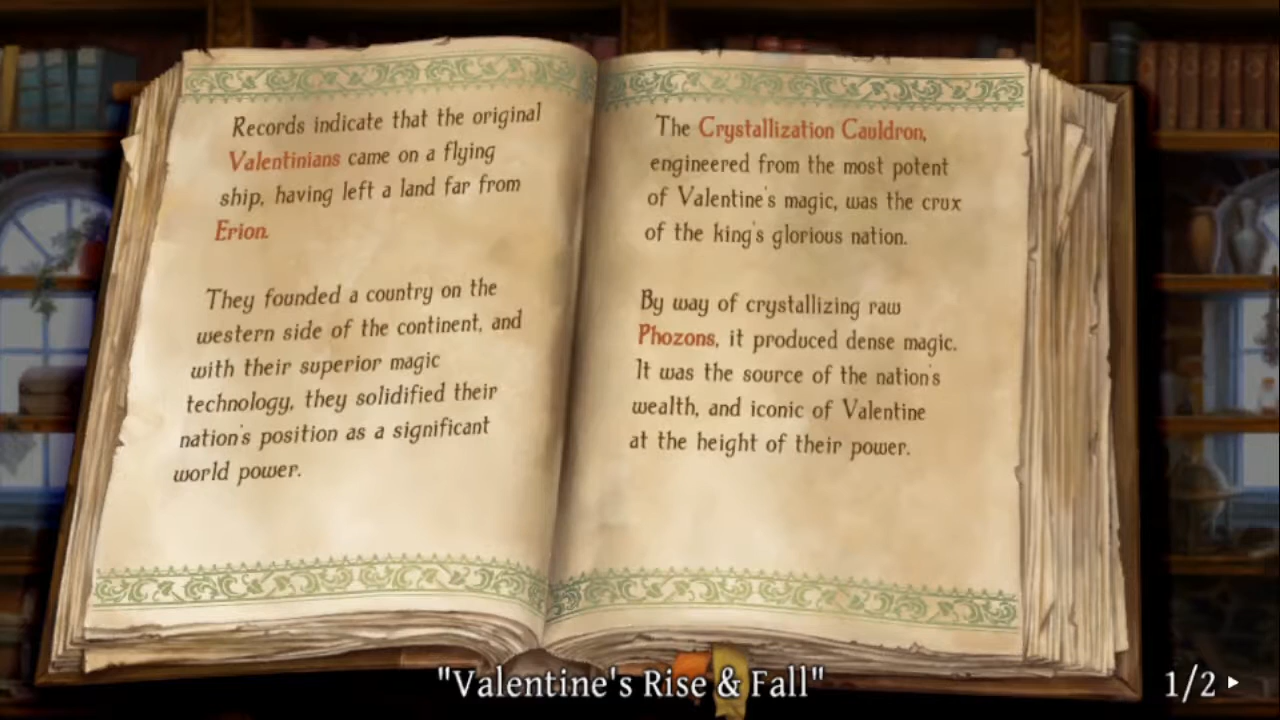 Records indicate that the original
Valentinians came on a flying
ship, having left a land far from
Erion.
They founded a country on the
western side of the continent, and
with their superior magic
technology, they solidified their
nation's position as a significant
world power.
The Crystallization Cauldron,
engineered from the most potent
of Valentine's magic, was the crux
of the king's glorious nation.
By way of crystallizing raw
Phozons, it produced dense magic.
It was the source of the nation's
wealth, and iconic of Valentine
at the height of their power.
"Valentine's Rise & Fall"
1/2